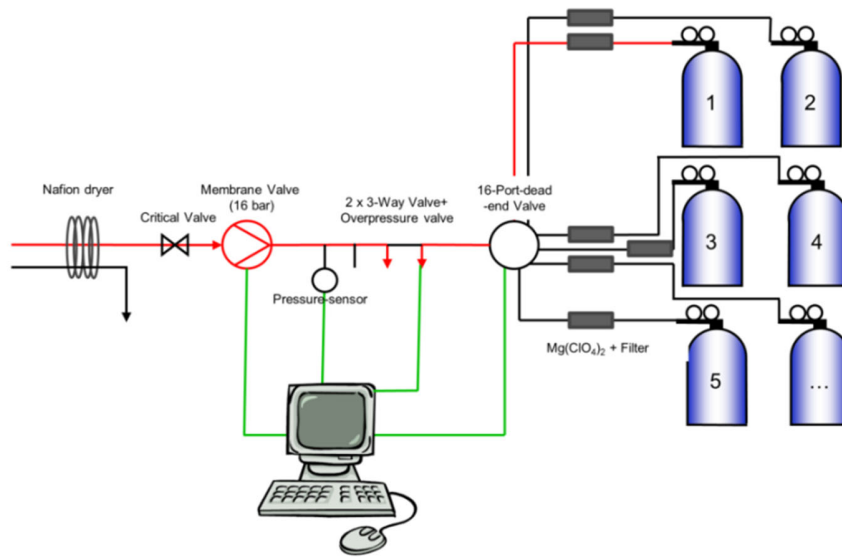 1
2
Nafion dryer
Critical Valve
Membrane Valve
(16 bar)
2 x 3-Way Valve+
Overpressure valve
16-Port-dead
-end Valve
3
4
Pressure-sensor
Mg(ClO₄)₂ + Filter
5
...